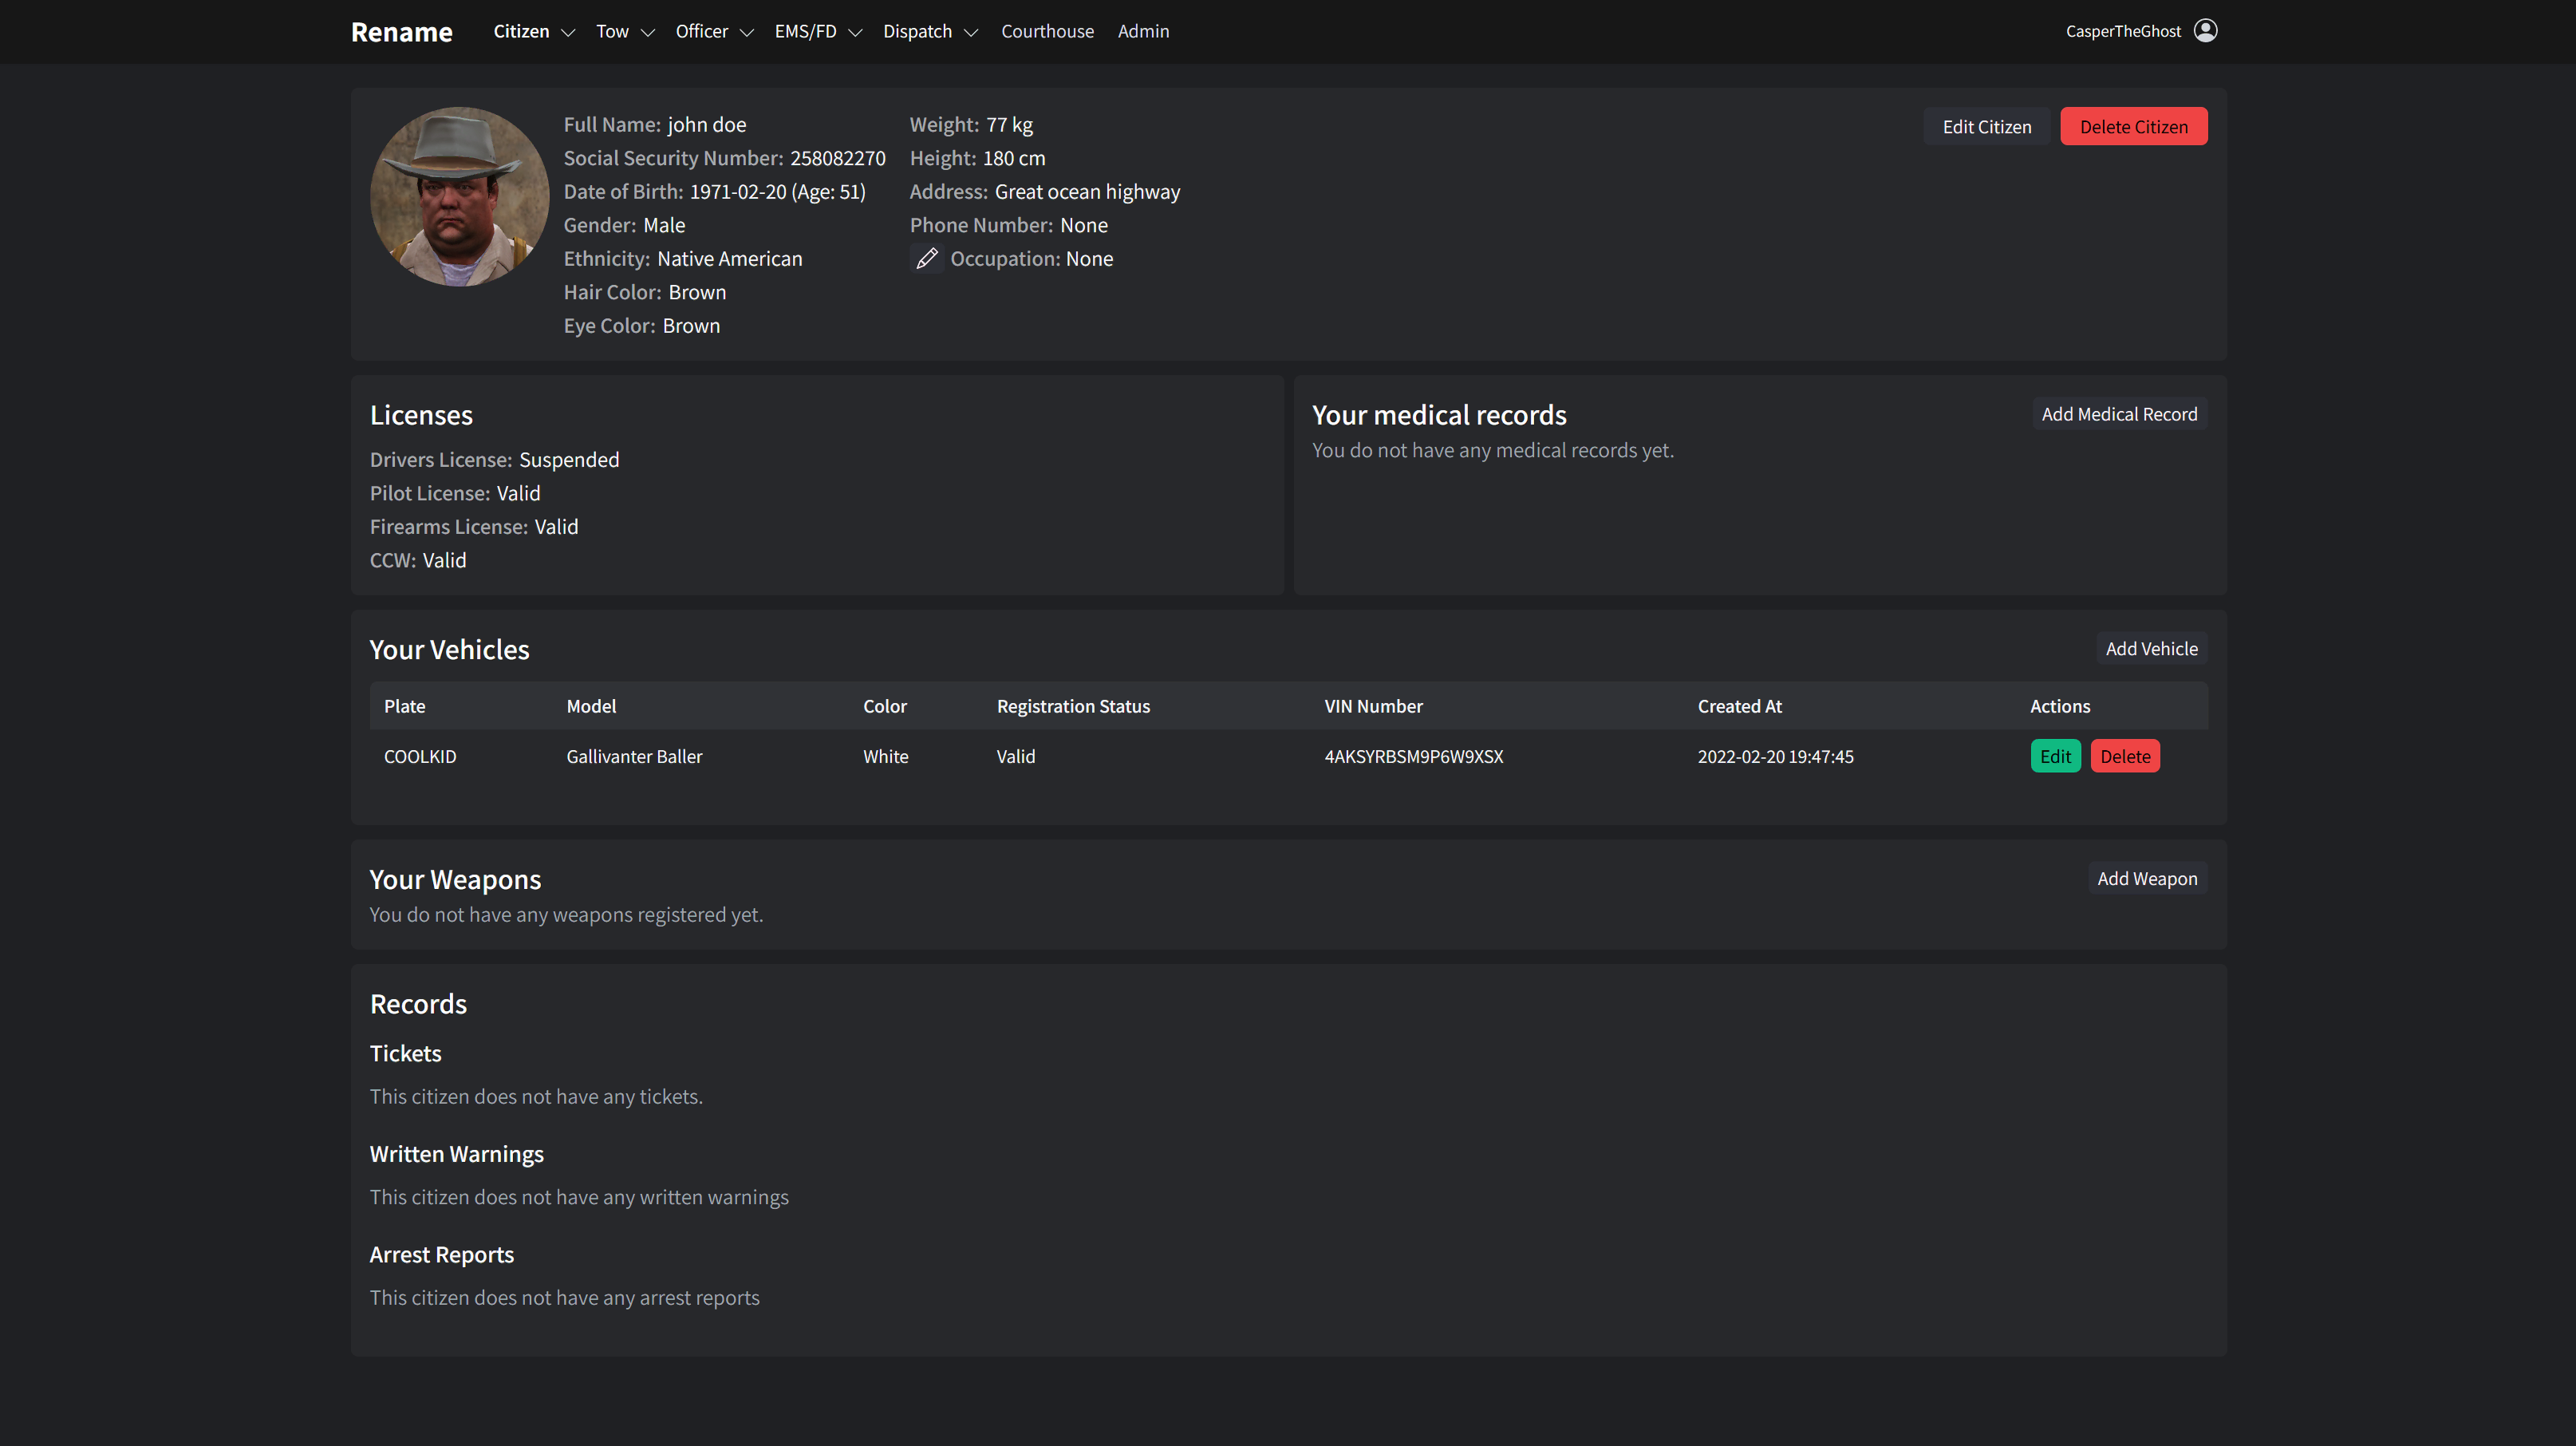 Rename Citizen Tow Officer EMS/FD Dispatch Courthouse Admin CasperTheGhost
Full Name: john doe
Social Security Number: 258082270
Date of Birth: 1971-02-20 (Age: 51)
Gender: Male
Ethnicity: Native American
Hair Color: Brown
Eye Color: Brown
Weight: 77 kg
Height: 180 cm
Address: Great ocean highway
Phone Number: None
Occupation: None
Edit Citizen Delete Citizen
Licenses
Drivers License: Suspended
Pilot License: Valid
Firearms License: Valid
CCW: Valid
Your medical records Add Medical Record
You do not have any medical records yet.
Your Vehicles Add Vehicle
Plate Model Color Registration Status VIN Number Created At Actions
COOLKID Gallivanter Baller White Valid 4AKSYRBSM9P6W9XSX 2022-02-20 19:47:45 Edit Delete
Your Weapons Add Weapon
You do not have any weapons registered yet.
Records
Tickets
This citizen does not have any tickets.
Written Warnings
This citizen does not have any written warnings
Arrest Reports
This citizen does not have any arrest reports